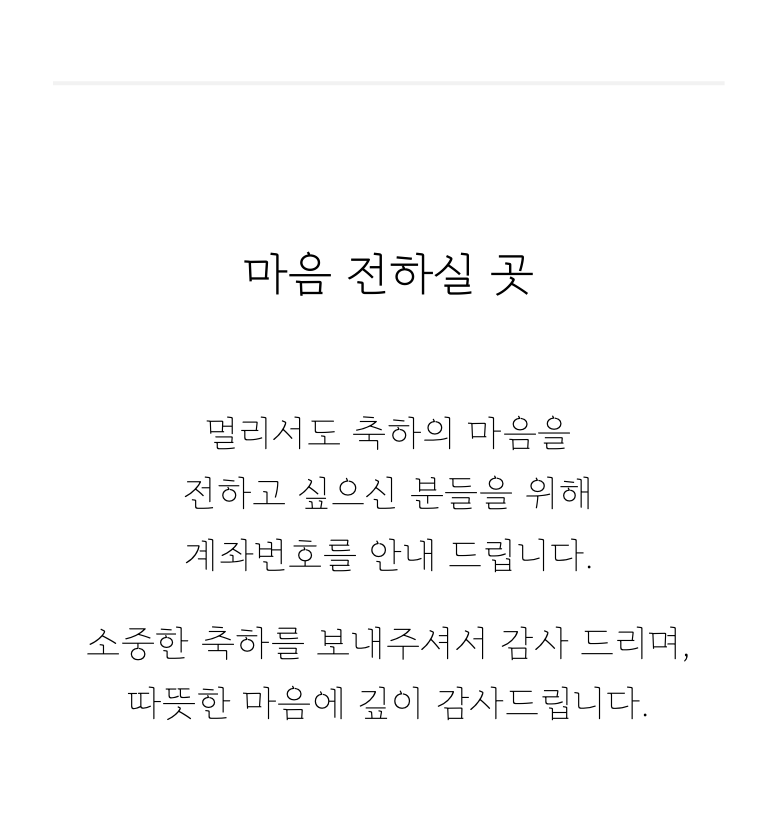 마음 전하실 곳
멀리서도 축하의 마음을
전하고 싶으신 분들을 위해
계좌번호를 안내 드립니다.
소중한 축하를 보내주셔서 감사 드리며,
따뜻한 마음에 깊이 감사드립니다.